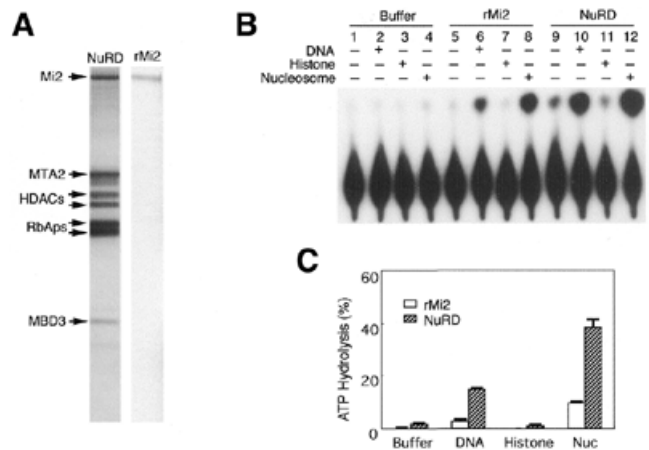 A
NuRD rMi2
Mi2
MTA2
HDACs
RbAps
MBD3
B
Buffer rMi2 NuRD
1 2 3 4 5 6 7 8 9 10 11 12
DNA − + − − − + − − − + − −
Histone − − + − − − + − − − + −
Nucleosome − − − + − − − + − − − +
C
ATP Hydrolysis (%)
60
40
20
0
rMi2
NuRD
Buffer DNA Histone Nuc